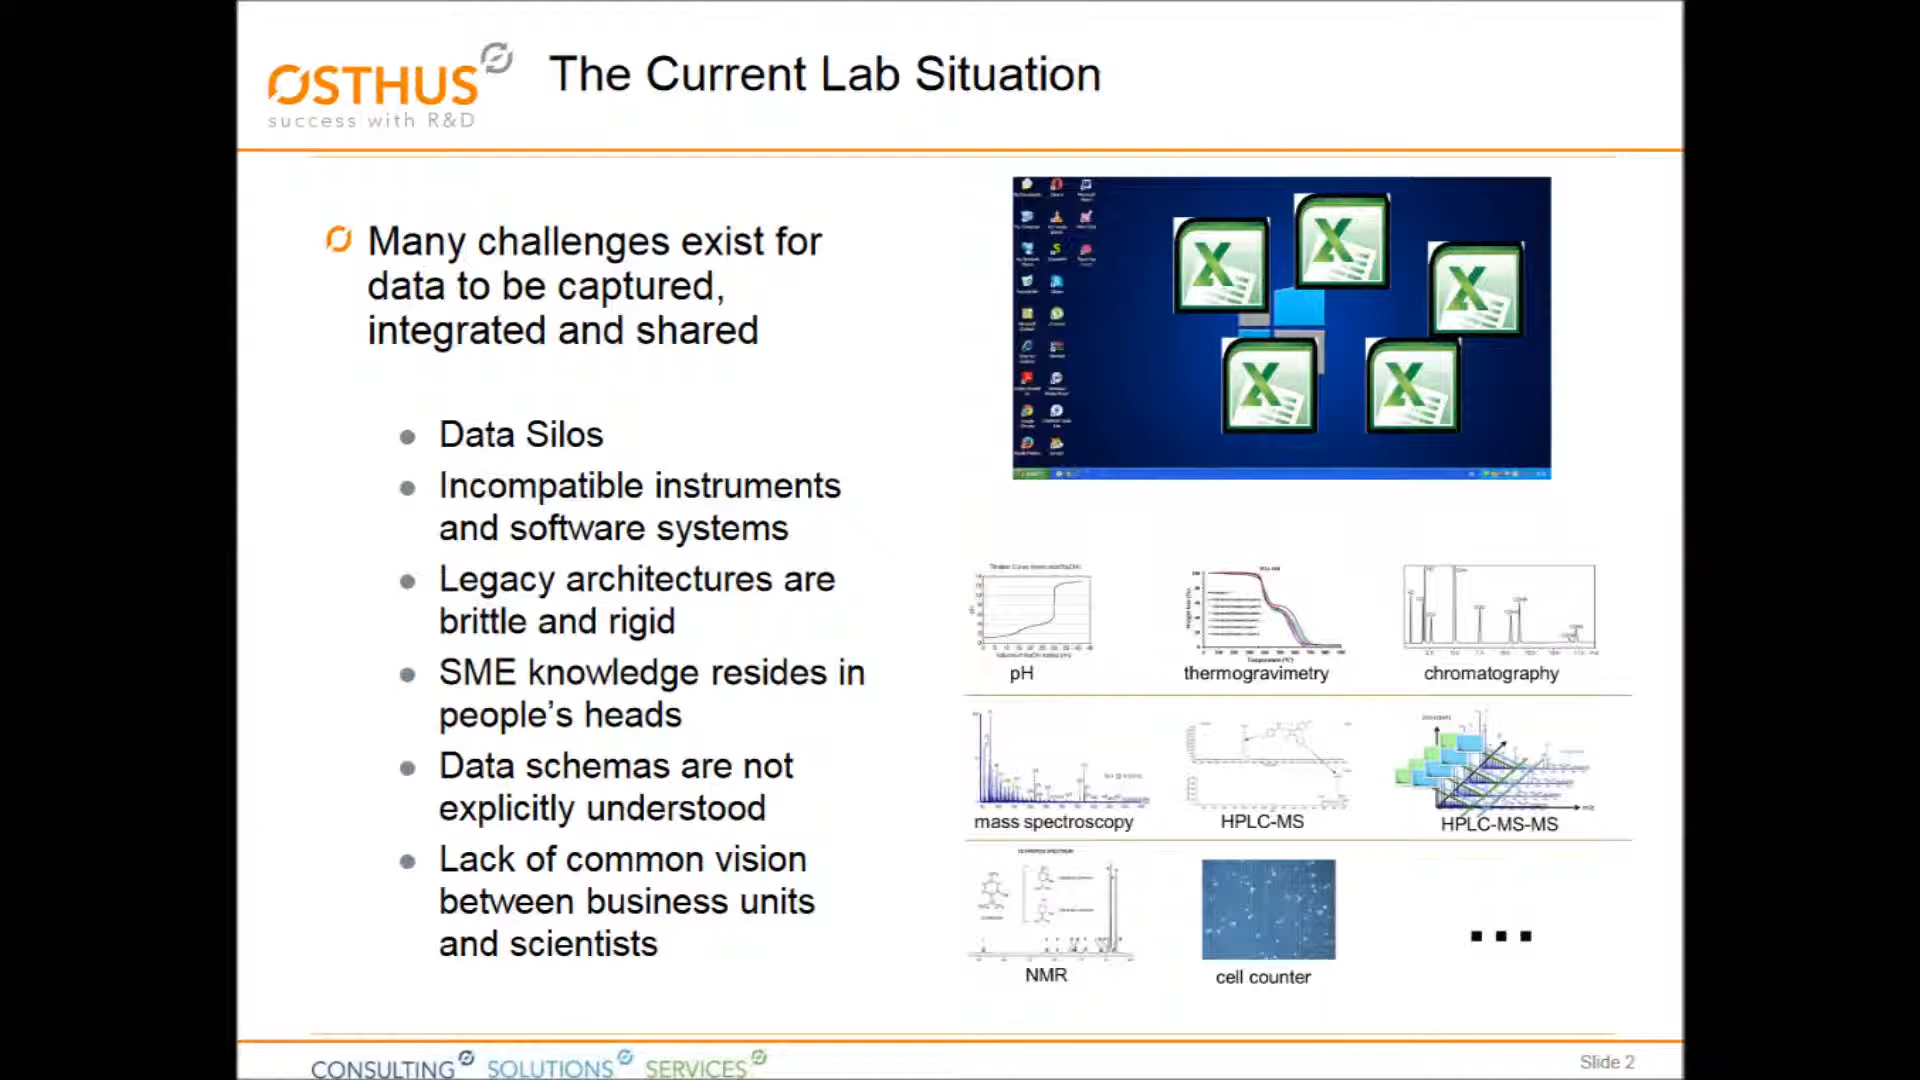 OSTHUS
success with R&D
The Current Lab Situation
Many challenges exist for
data to be captured,
integrated and shared
Data Silos
Incompatible instruments
and software systems
Legacy architectures are
brittle and rigid
SME knowledge resides in
people's heads
Data schemas are not
explicitly understood
Lack of common vision
between business units
and scientists
pH
thermogravimetry
chromatography
mass spectroscopy
HPLC-MS
HPLC-MS-MS
NMR
cell counter
...
CONSULTING SOLUTIONS SERVICES
Slide 2